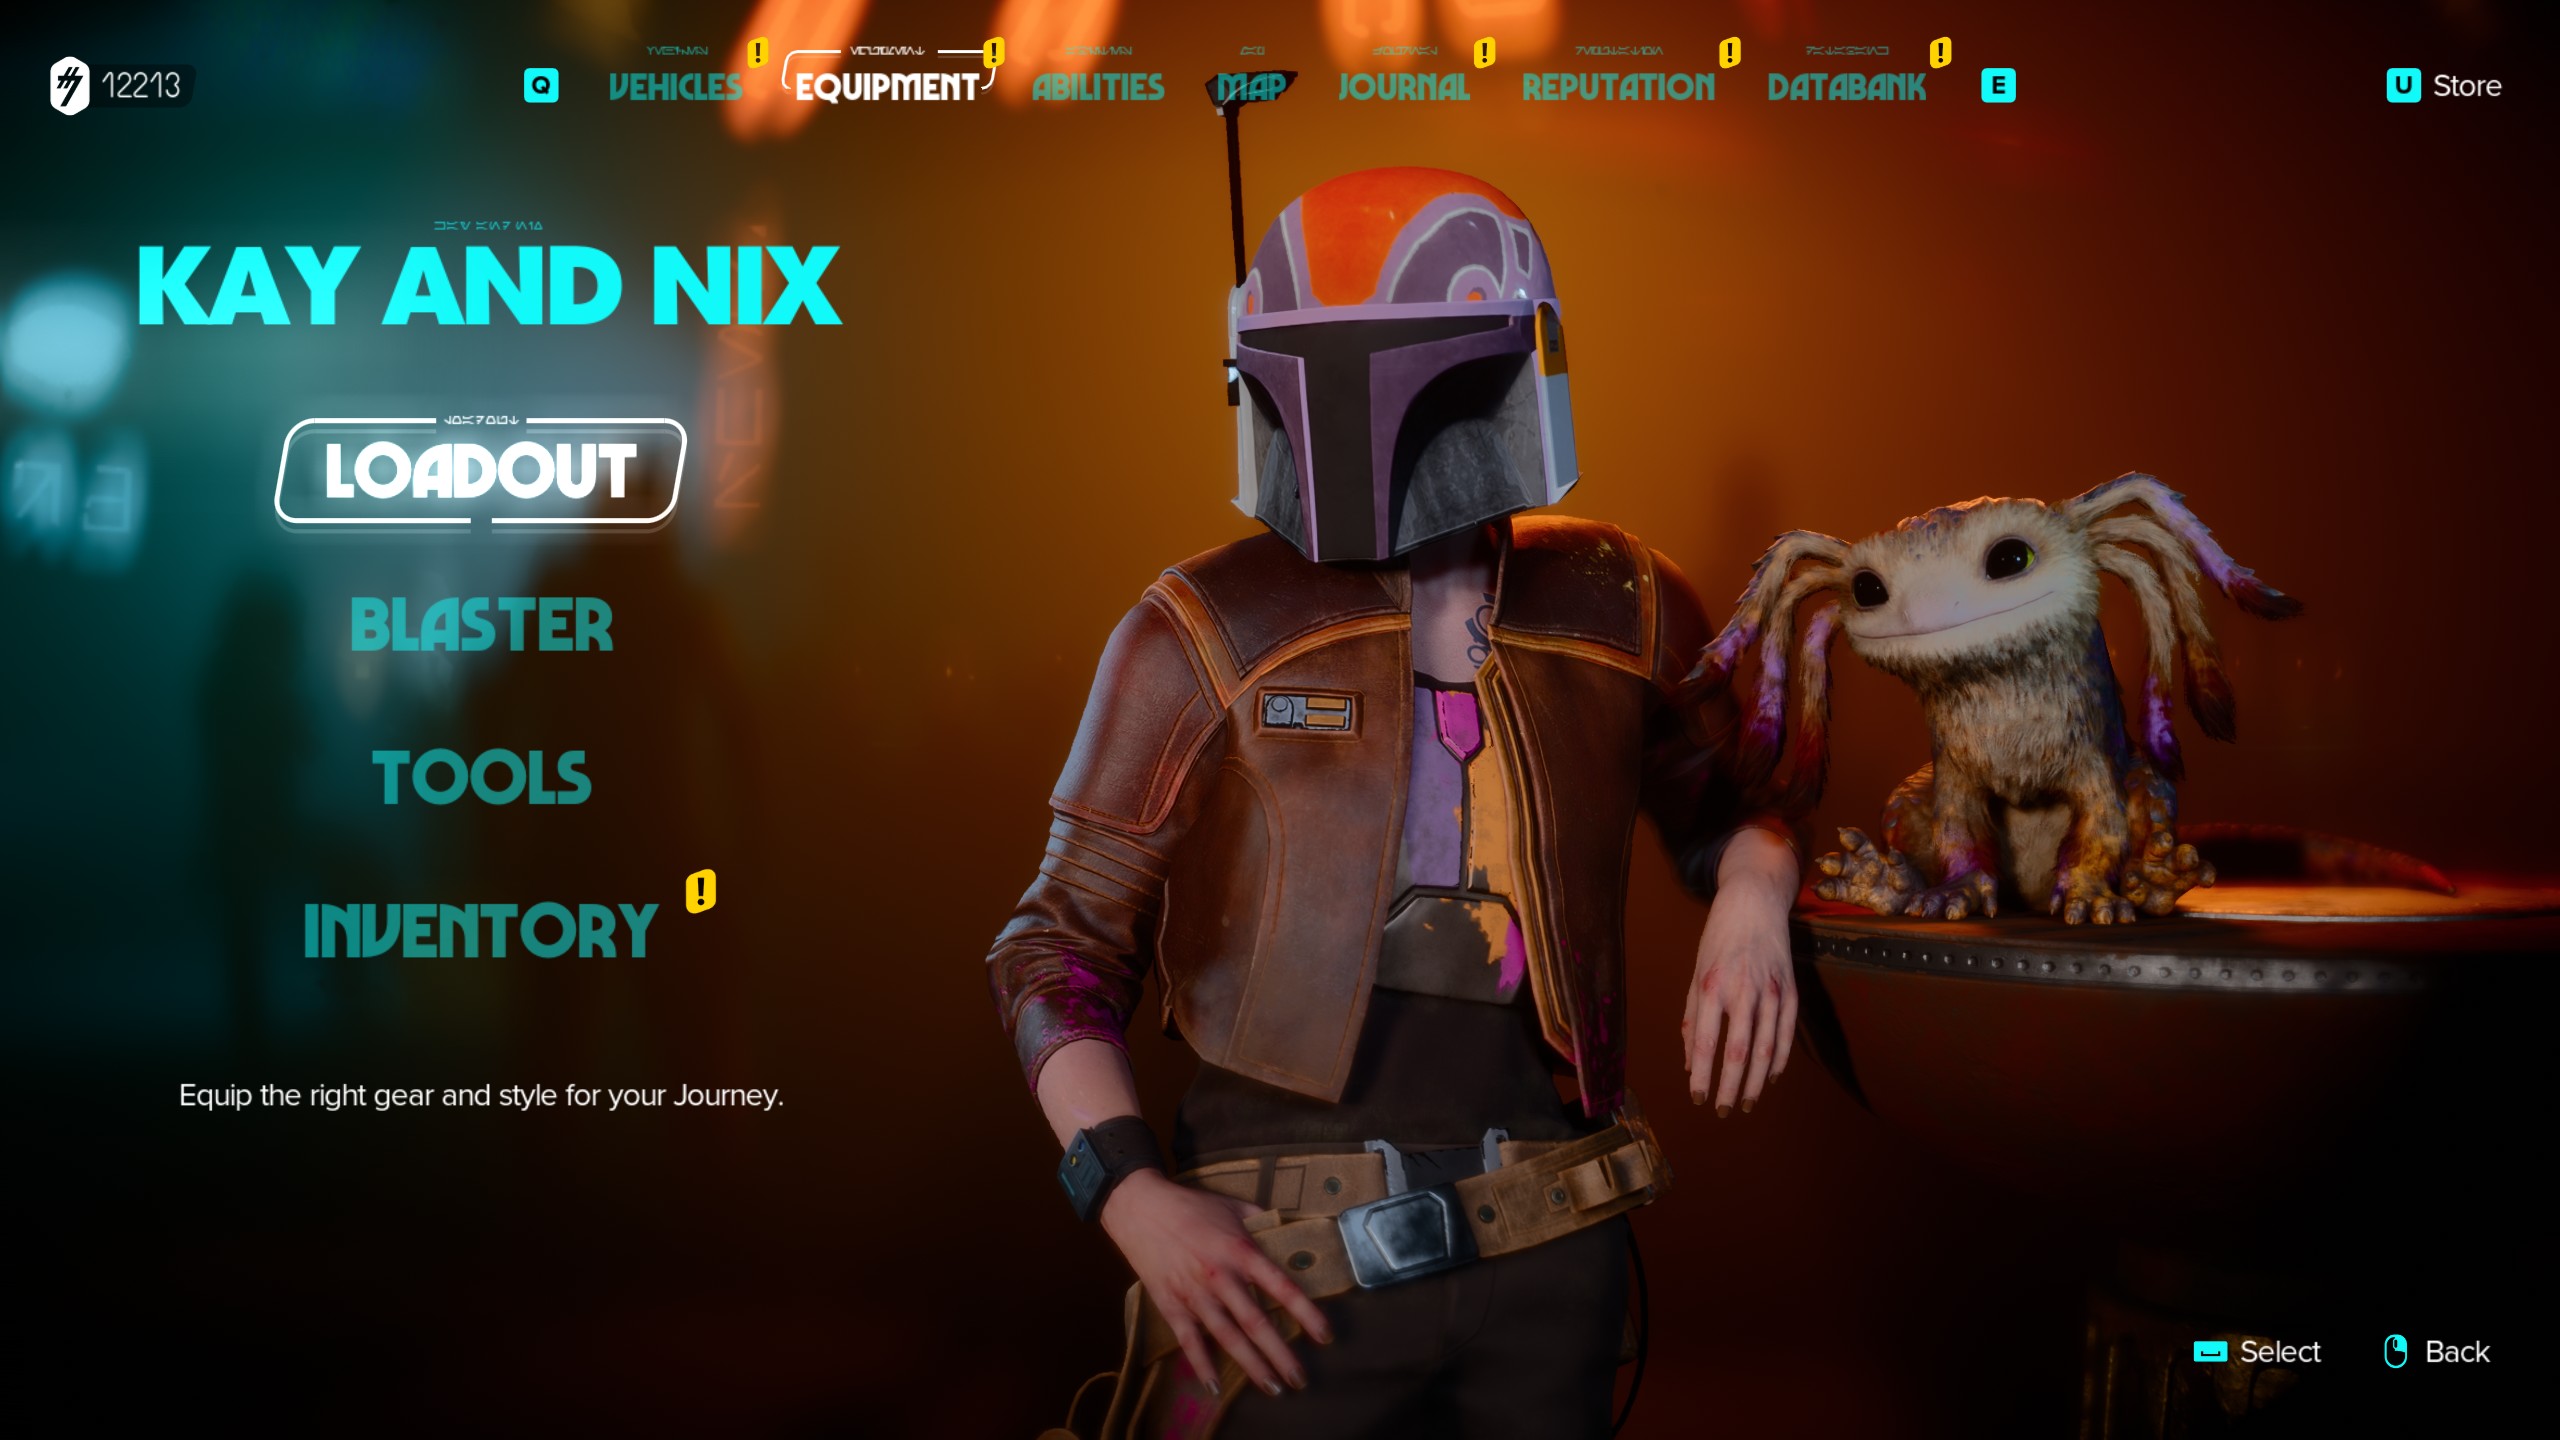 12213
Q
VEHICLES
EQUIPMENT
ABILITIES
MAP
JOURNAL
REPUTATION
DATABANK
E
U Store
KAY AND NIX
LOADOUT
BLASTER
TOOLS
INVENTORY
Equip the right gear and style for your Journey.
Select
Back